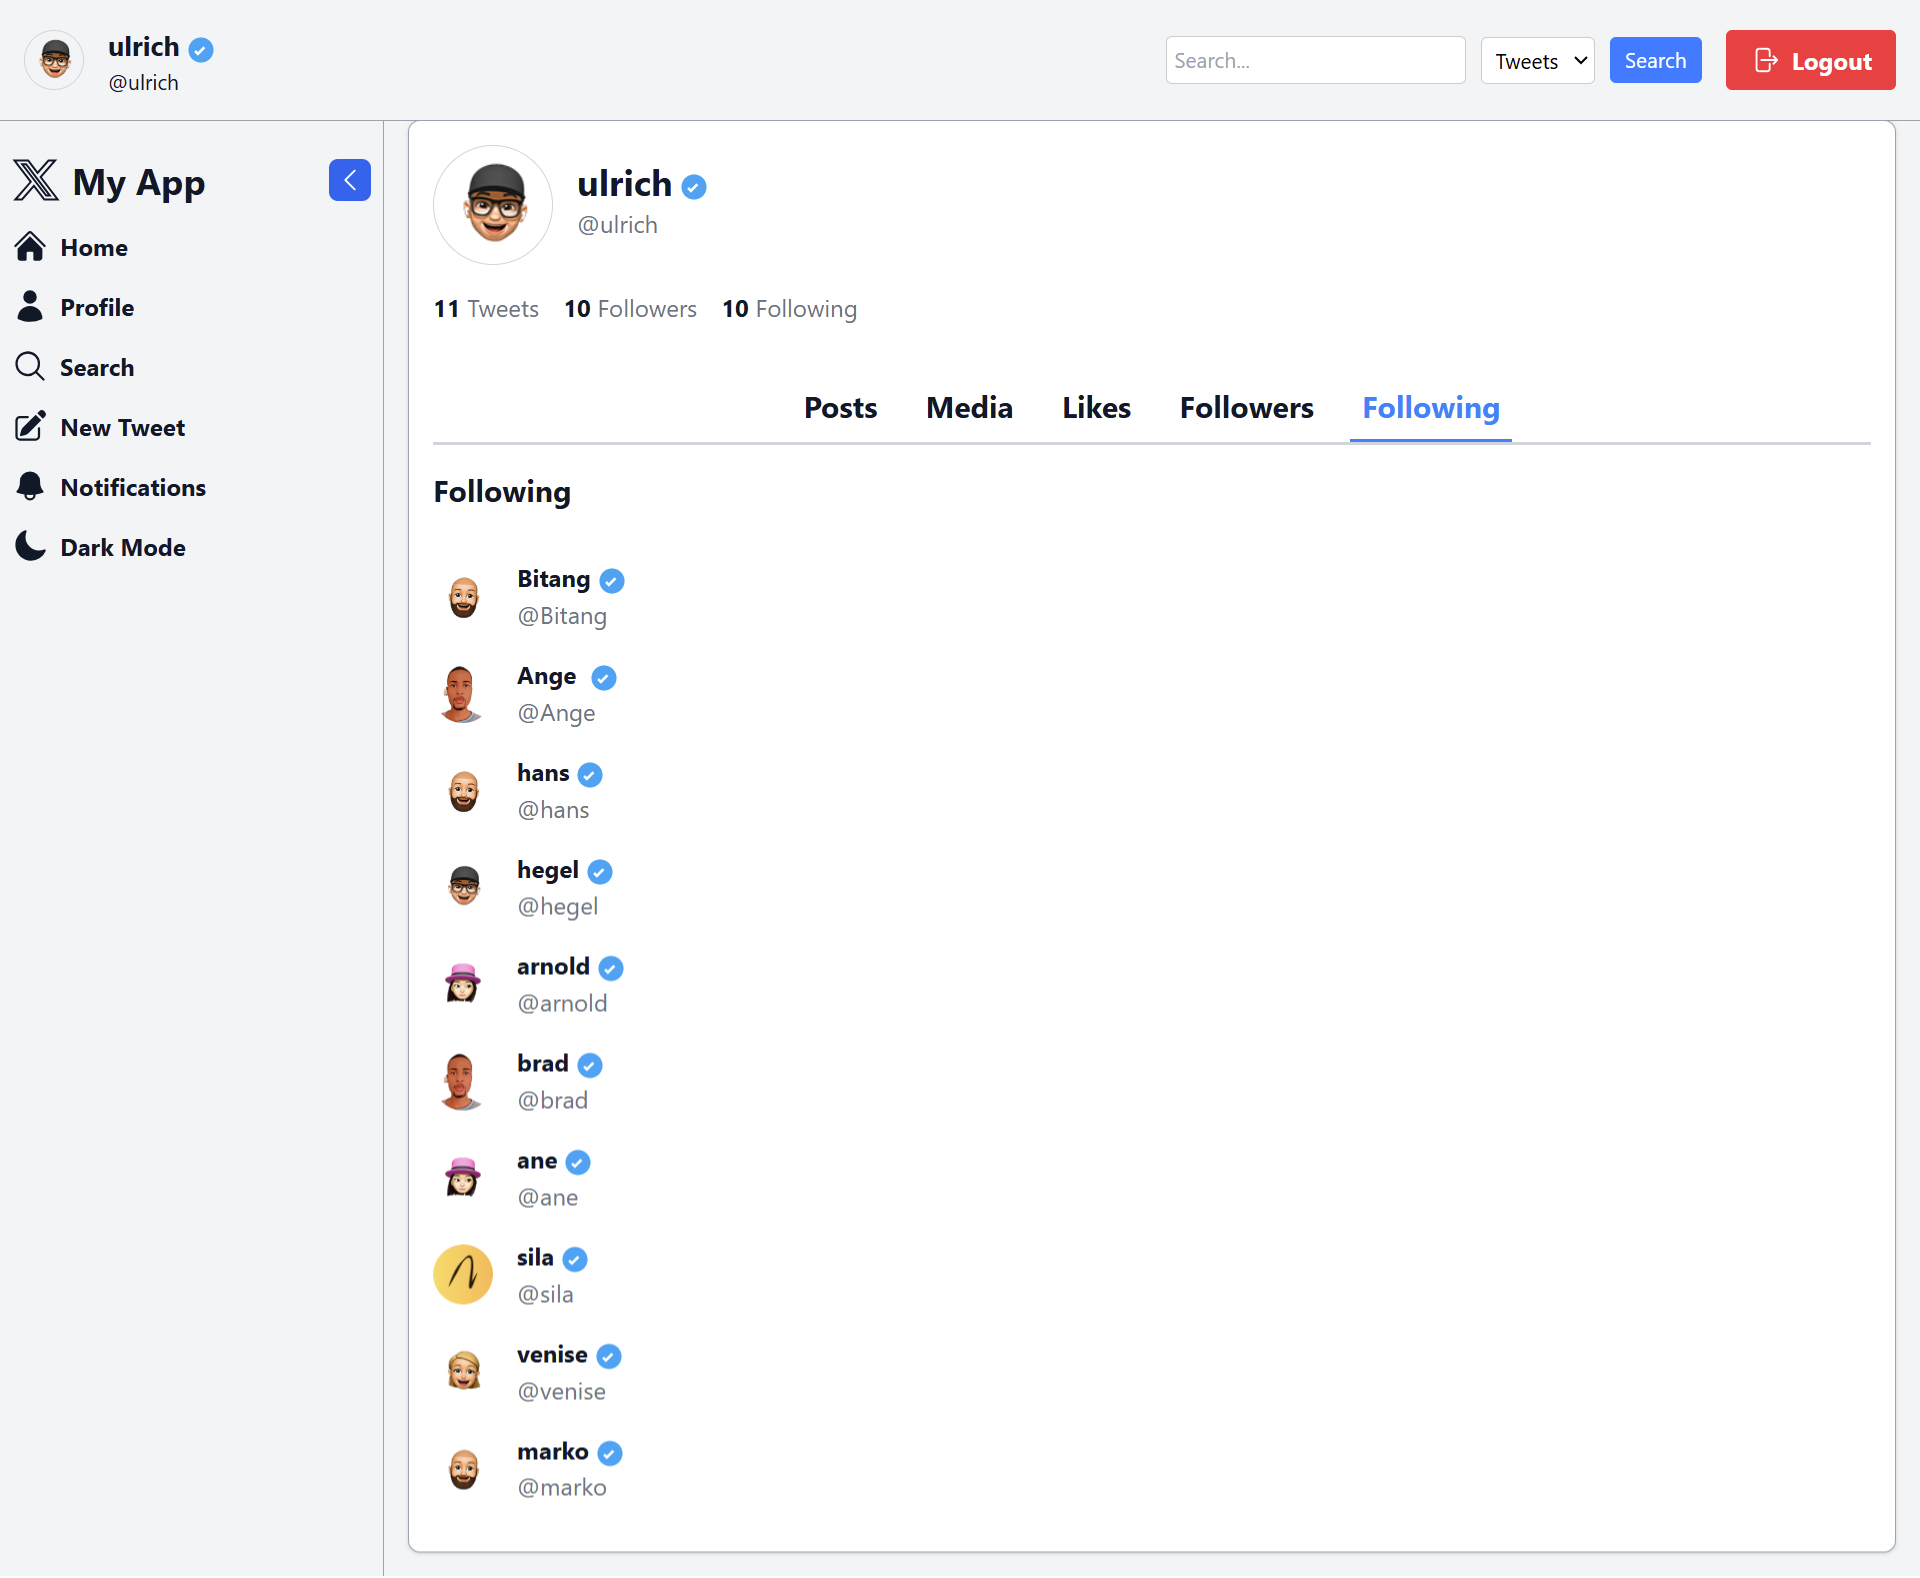 ulrich
@ulrich
Search...
Tweets
Search
Logout
My App
Home
Profile
Search
New Tweet
Notifications
Dark Mode
ulrich
@ulrich
11 Tweets 10 Followers 10 Following
Posts Media Likes Followers Following
Following
Bitang
@Bitang
Ange
@Ange
hans
@hans
hegel
@hegel
arnold
@arnold
brad
@brad
ane
@ane
sila
@sila
venise
@venise
marko
@marko